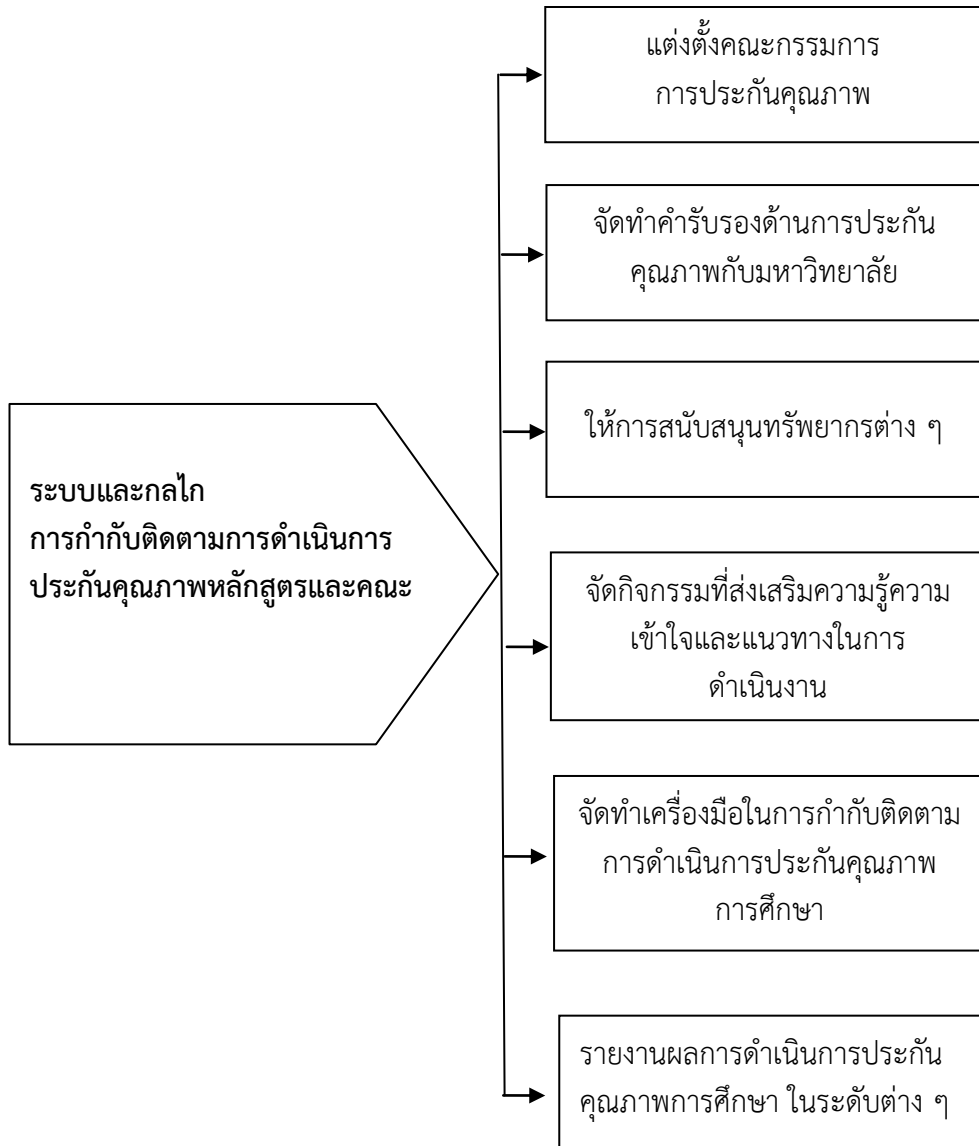 แต่งตั้งคณะกรรมการ
การประกันคุณภาพ
จัดทำคำรับรองด้านการประกัน
คุณภาพกับมหาวิทยาลัย
ให้การสนับสนุนทรัพยากรต่าง ๆ
ระบบและกลไก
การกำกับติดตามการดำเนินการ
ประกันคุณภาพหลักสูตรและคณะ
จัดกิจกรรมที่ส่งเสริมความรู้ความ
เข้าใจและแนวทางในการ
ดำเนินงาน
จัดทำเครื่องมือในการกำกับติดตาม
การดำเนินการประกันคุณภาพ
การศึกษา
รายงานผลการดำเนินการประกัน
คุณภาพการศึกษา ในระดับต่าง ๆ